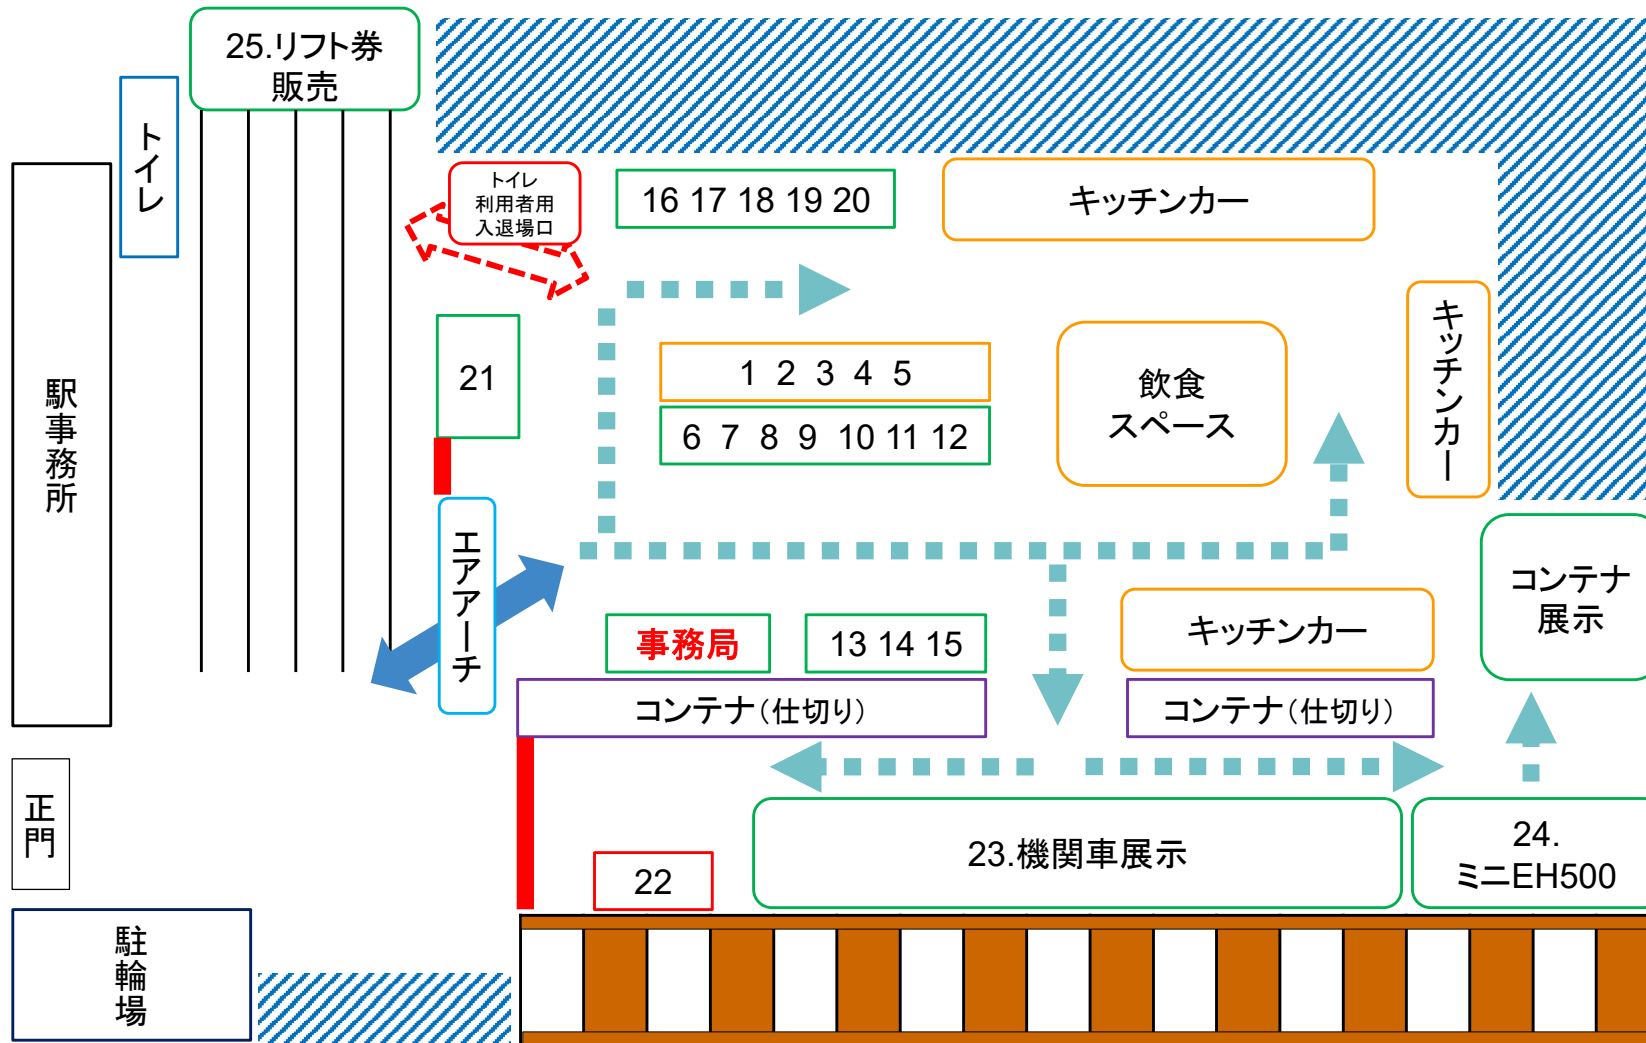 25.リフト券
販売
トイレ
トイレ
利用者用
入退場口
16 17 18 19 20
キッチンカー
駅事務所
21
1 2 3 4 5
6 7 8 9 10 11 12
飲食
スペース
キッチンカー
エアアーチ
事務局
13 14 15
キッチンカー
コンテナ
展示
コンテナ（仕切り）
コンテナ（仕切り）
正門
22
23.機関車展示
24.
ミニEH500
駐輪場